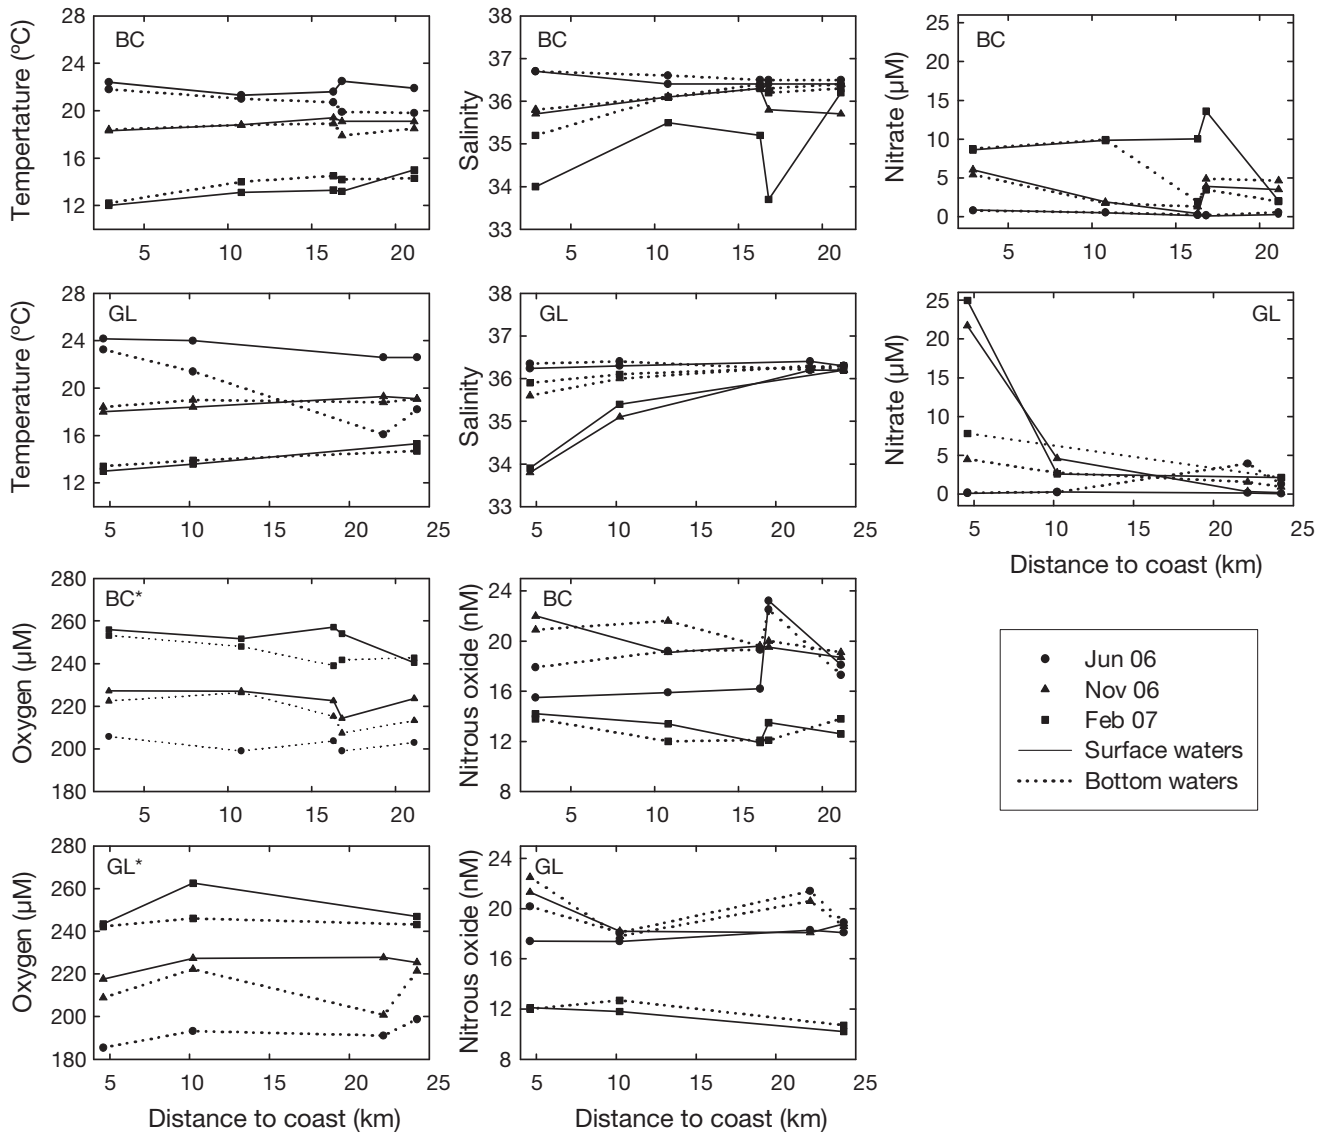 BC
Tempertature (ºC)
28
24
20
16
12
5 10 15 20
BC
Salinity
38
37
36
35
34
33
5 10 15 20
BC
Nitrate (µM)
25
20
15
10
5
0
5 10 15 20
GL
Temperature (ºC)
28
24
20
16
12
5 10 15 20 25
GL
Salinity
38
37
36
35
34
33
5 10 15 20 25
GL
Nitrate (µM)
25
20
15
10
5
0
5 10 15 20 25
Distance to coast (km)
BC*
Oxygen (µM)
280
260
240
220
200
180
5 10 15 20
BC
Nitrous oxide (nM)
24
20
16
12
8
5 10 15 20
Jun 06
Nov 06
Feb 07
Surface waters
Bottom waters
GL*
Oxygen (µM)
280
260
240
220
200
180
5 10 15 20 25
Distance to coast (km)
GL
Nitrous oxide (nM)
24
20
16
12
8
5 10 15 20 25
Distance to coast (km)